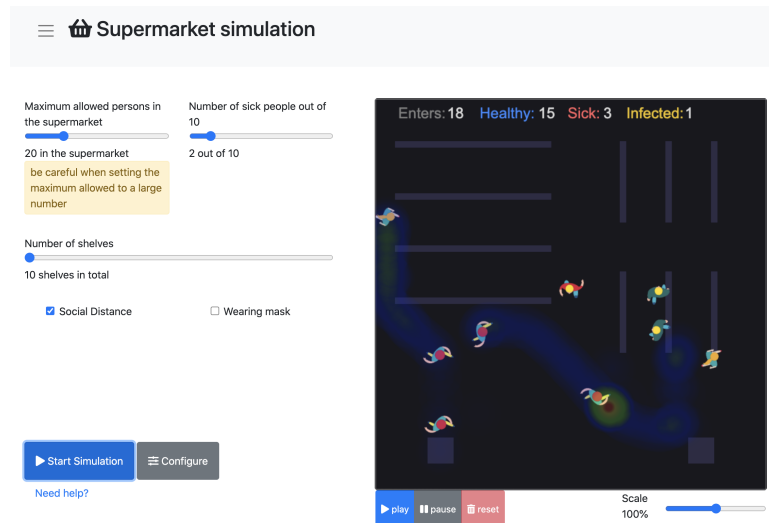 Supermarket simulation
Maximum allowed persons in
the supermarket
20 in the supermarket
be careful when setting the
maximum allowed to a large
number
Number of sick people out of
10
2 out of 10
Number of shelves
10 shelves in total
Social Distance
Wearing mask
Start Simulation
Configure
Need help?
Enters: 18 Healthy: 15 Sick: 3 Infected: 1
play
pause
reset
Scale
100%